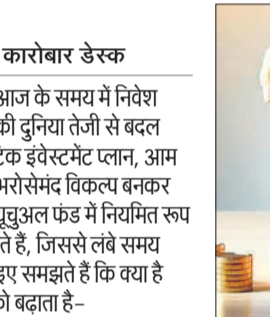 कारोबार डेस्क
आज के समय में निवेश
की दुनिया तेजी से बदल
इंवेस्टमेंट प्लान, आम
भरोसेमंद विकल्प बनकर
म्यूचुअल फंड में नियमित रूप
हैं, जिससे लंबे समय
समझते हैं कि क्या है
बढ़ाता है–